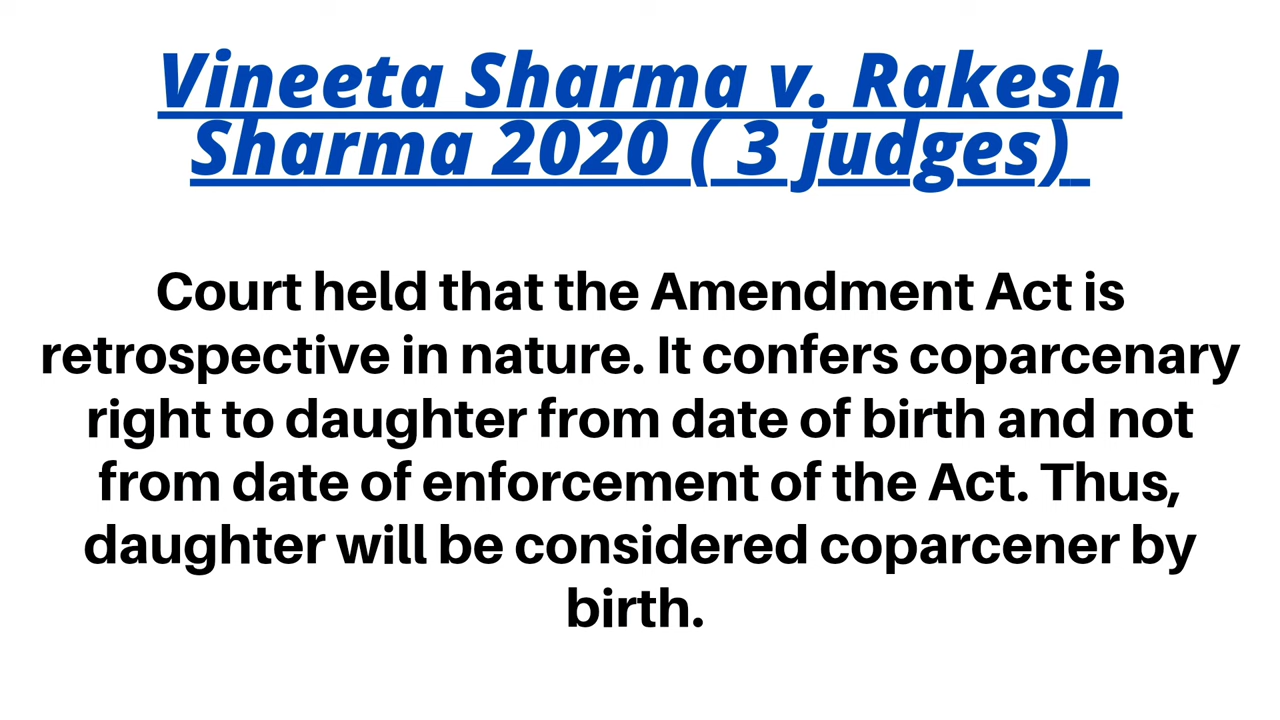 Vineeta Sharma v. Rakesh
Sharma 2020 ( 3 judges)
Court held that the Amendment Act is
retrospective in nature. It confers coparcenary
right to daughter from date of birth and not
from date of enforcement of the Act. Thus,
daughter will be considered coparcener by
birth.